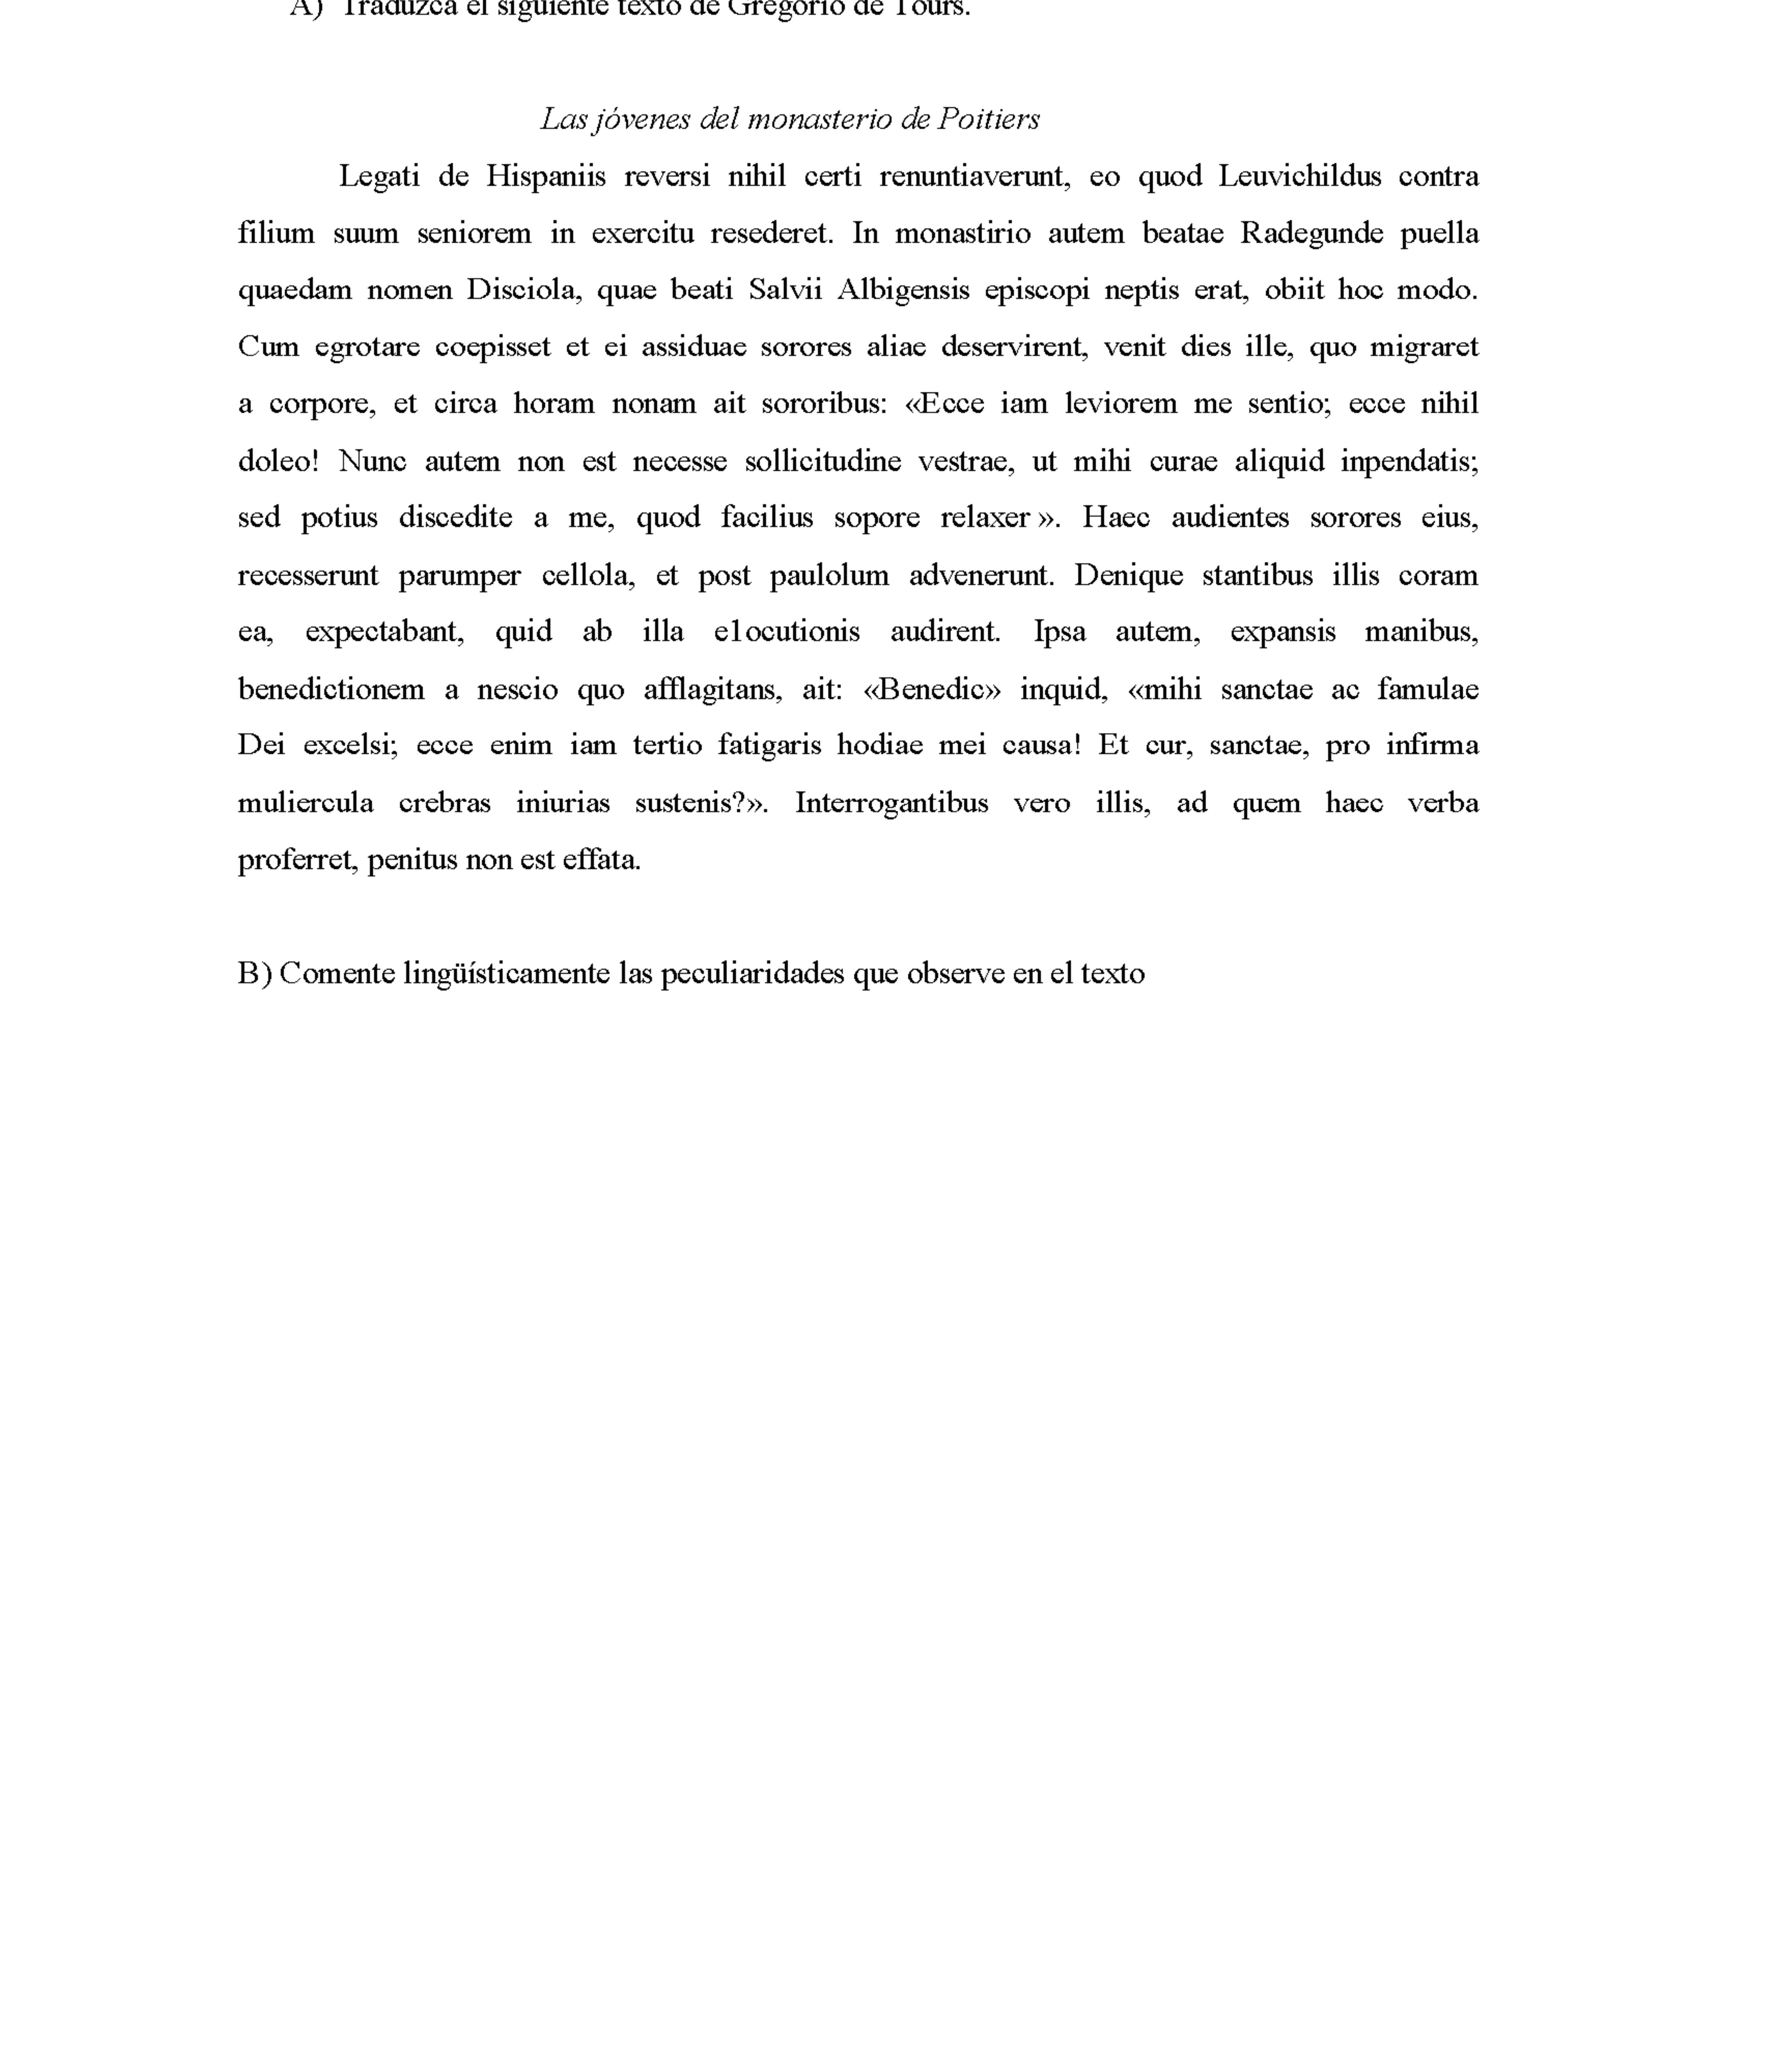 A) Traduzca el siguiente texto de Gregorio de Tours.
Las jóvenes del monasterio de Poitiers
Legati de Hispaniis reversi nihil certi renuntiaverunt, eo quod Leuvichildus contra
filium suum seniorem in exercitu resederet. In monastirio autem beatae Radegunde puella
quaedam nomen Disciola, quae beati Salvii Albigensis episcopi neptis erat, obiit hoc modo.
Cum egrotare coepisset et ei assiduae sorores aliae deservirent, venit dies ille, quo migraret
a corpore, et circa horam nonam ait sororibus: «Ecce iam leviorem me sentio; ecce nihil
doleo! Nunc autem non est necesse sollicitudine vestrae, ut mihi curae aliquid inpendatis;
sed potius discedite a me, quod facilius sopore relaxer ». Haec audientes sorores eius,
recesserunt parumper cellola, et post paulolum advenerunt. Denique stantibus illis coram
ea, expectabant, quid ab illa e1ocutionis audirent. Ipsa autem, expansis manibus,
benedictionem a nescio quo afflagitans, ait: «Benedic» inquid, «mihi sanctae ac famulae
Dei excelsi; ecce enim iam tertio fatigaris hodiae mei causa! Et cur, sanctae, pro infirma
muliercula crebras iniurias sustenis?». Interrogantibus vero illis, ad quem haec verba
proferret, penitus non est effata.
B) Comente lingüísticamente las peculiaridades que observe en el texto